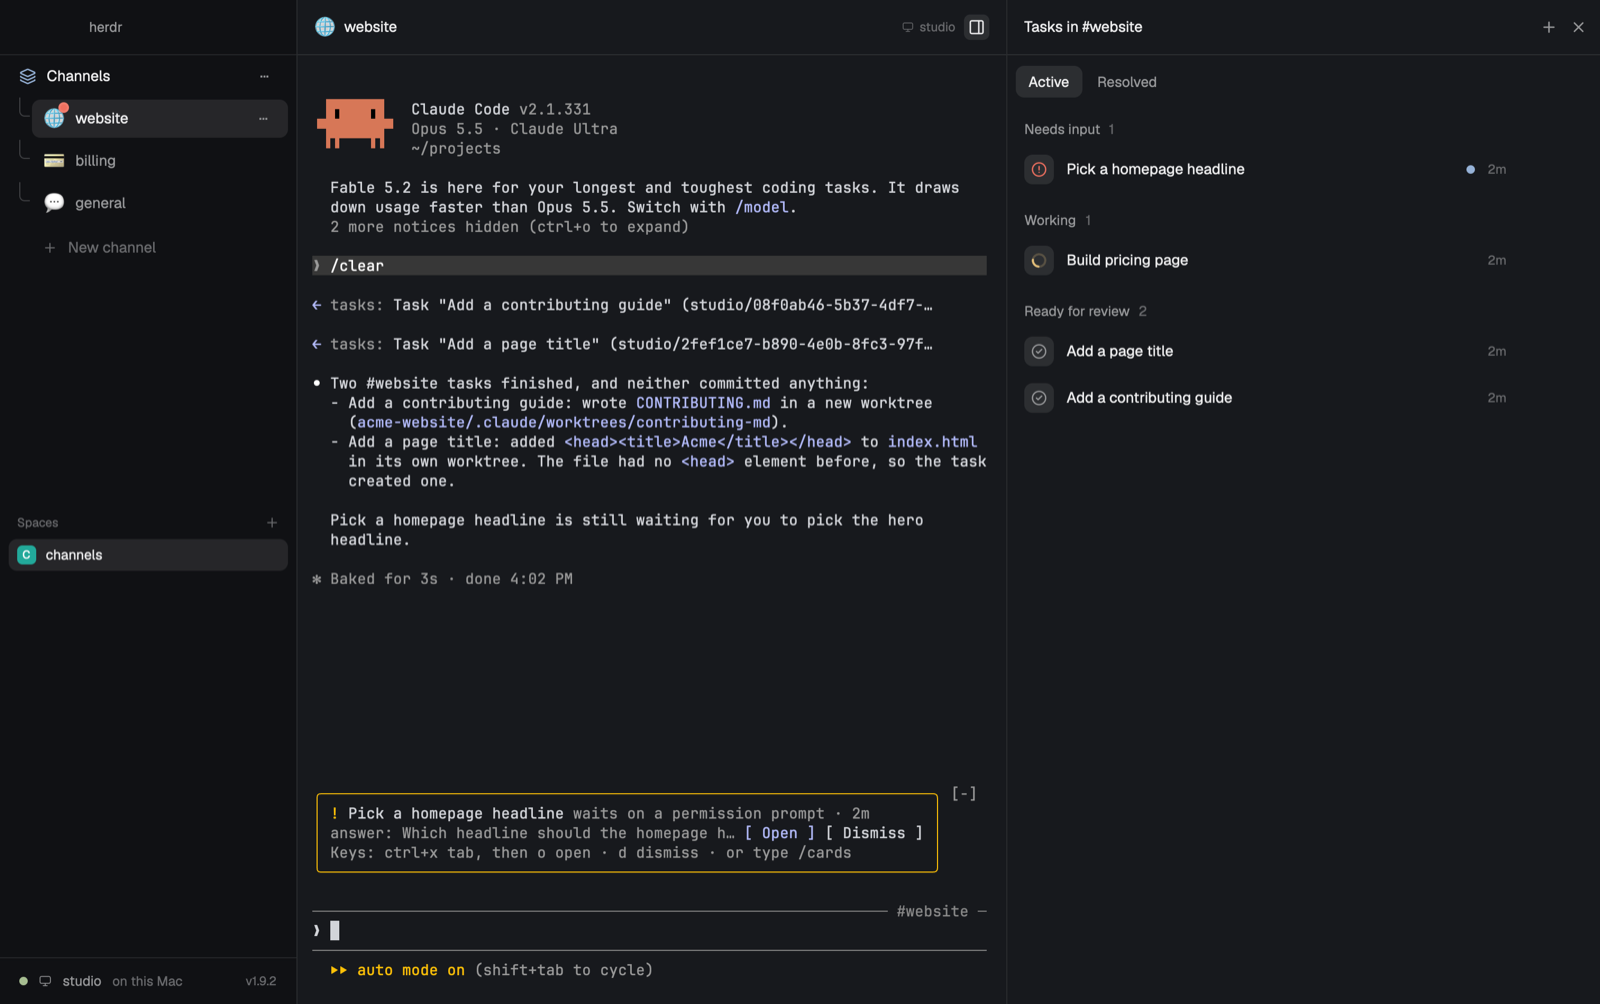 herdr
Channels
website
billing
general
+ New channel
Spaces
C channels
studio on this Mac v1.9.2
website
studio
Claude Code v2.1.331
Opus 5.5 · Claude Ultra
~/projects
Fable 5.2 is here for your longest and toughest coding tasks. It draws
down usage faster than Opus 5.5. Switch with /model.
2 more notices hidden (ctrl+o to expand)
❯ /clear
← tasks: Task "Add a contributing guide" (studio/08f0ab46-5b37-4df7-…
← tasks: Task "Add a page title" (studio/2fef1ce7-b890-4e0b-8fc3-97f…
● Two #website tasks finished, and neither committed anything:
- Add a contributing guide: wrote CONTRIBUTING.md in a new worktree
(acme-website/.claude/worktrees/contributing-md).
- Add a page title: added <head><title>Acme</title></head> to index.html
in its own worktree. The file had no <head> element before, so the task
created one.
Pick a homepage headline is still waiting for you to pick the hero
headline.
✻ Baked for 3s · done 4:02 PM
[-]
! Pick a homepage headline waits on a permission prompt · 2m
answer: Which headline should the homepage h… [ Open ] [ Dismiss ]
Keys: ctrl+x tab, then o open · d dismiss · or type /cards
#website
❯
⏵⏵ auto mode on (shift+tab to cycle)
Tasks in #website
Active Resolved
Needs input 1
Pick a homepage headline 2m
Working 1
Build pricing page 2m
Ready for review 2
Add a page title 2m
Add a contributing guide 2m